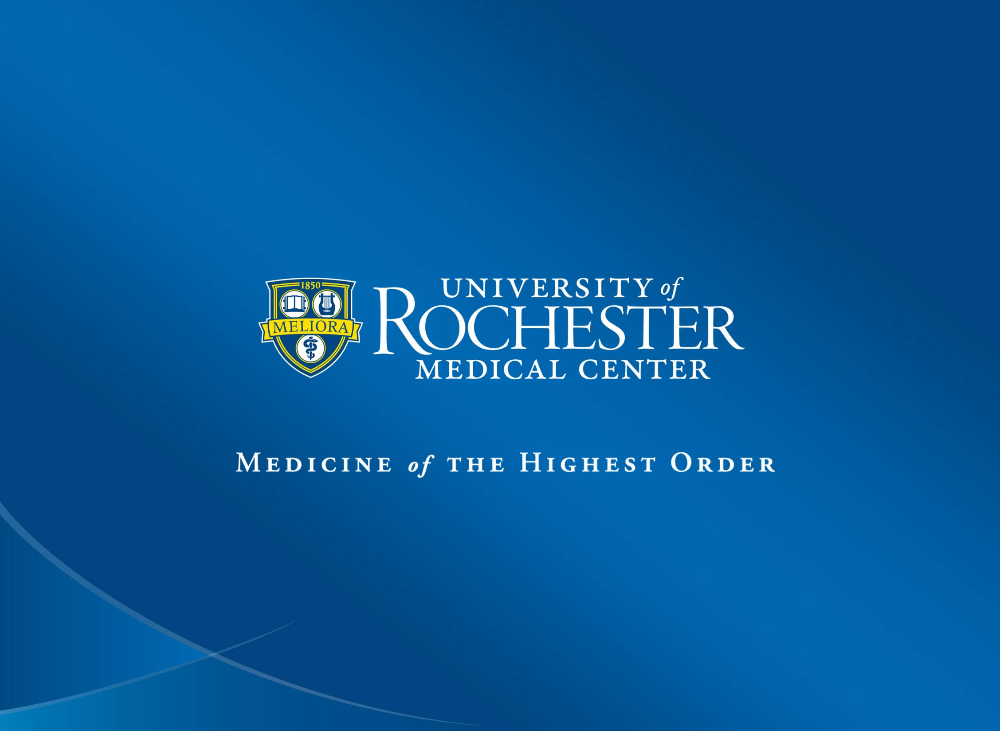 1850
MELIORA
UNIVERSITY of
ROCHESTER
MEDICAL CENTER
MEDICINE of THE HIGHEST ORDER